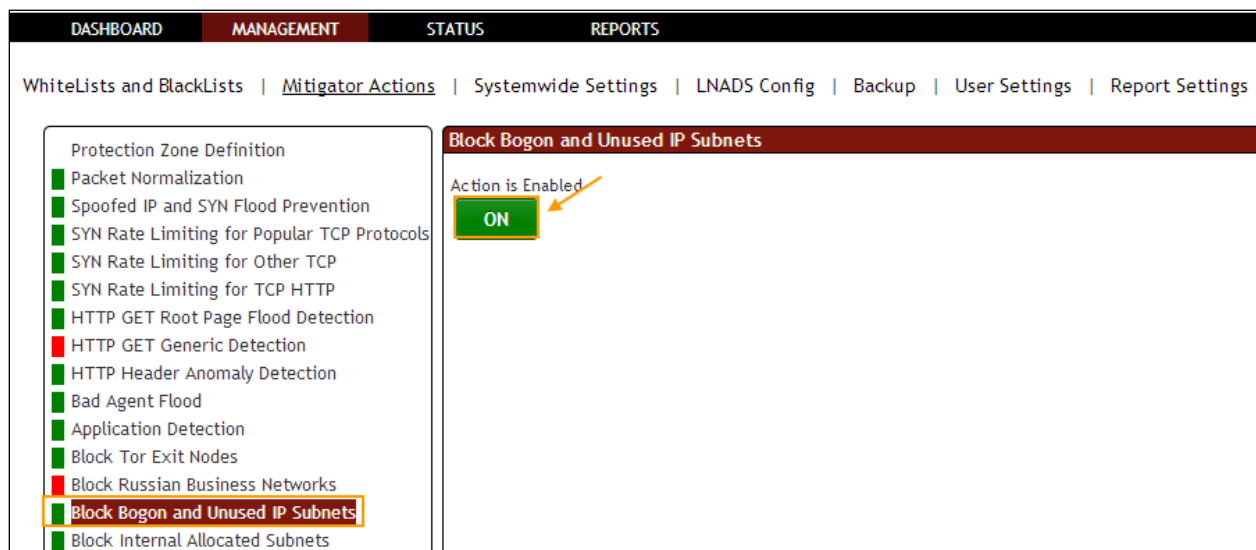 DASHBOARD MANAGEMENT STATUS REPORTS
WhiteLists and BlackLists | Mitigator Actions | Systemwide Settings | LNADS Config | Backup | User Settings | Report Settings
Protection Zone Definition
Packet Normalization
Spoofed IP and SYN Flood Prevention
SYN Rate Limiting for Popular TCP Protocols
SYN Rate Limiting for Other TCP
SYN Rate Limiting for TCP HTTP
HTTP GET Root Page Flood Detection
HTTP GET Generic Detection
HTTP Header Anomaly Detection
Bad Agent Flood
Application Detection
Block Tor Exit Nodes
Block Russian Business Networks
Block Bogon and Unused IP Subnets
Block Internal Allocated Subnets
Block Bogon and Unused IP Subnets
Action is Enabled
ON